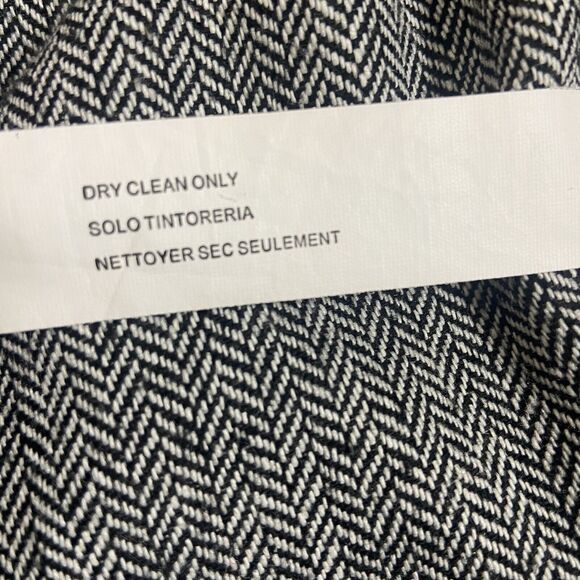 DRY CLEAN ONLY
SOLO TINTORERIA
NETTOYER SEC SEULEMENT